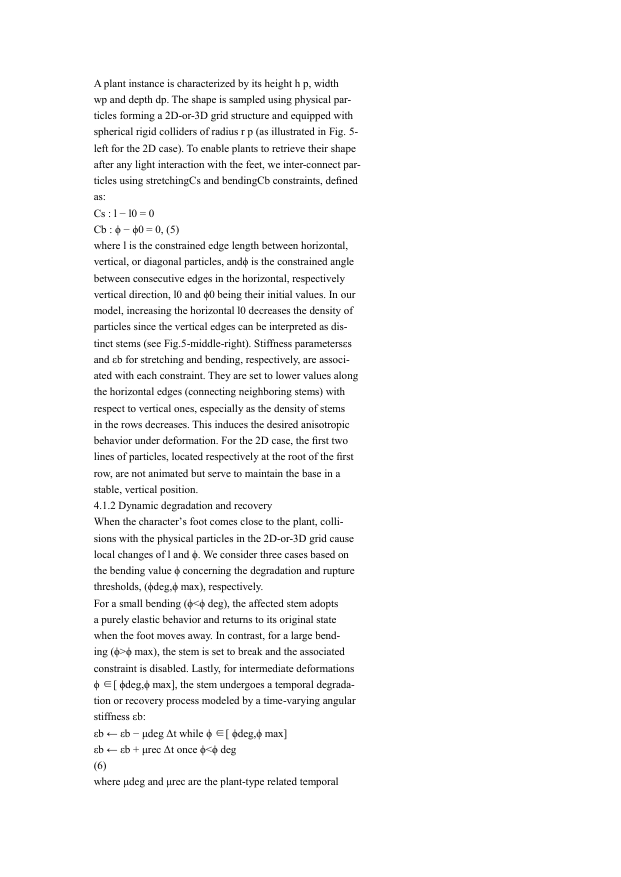 A plant instance is characterized by its height h p, width
wp and depth dp. The shape is sampled using physical par-
ticles forming a 2D-or-3D grid structure and equipped with
spherical rigid colliders of radius r p (as illustrated in Fig. 5-
left for the 2D case). To enable plants to retrieve their shape
after any light interaction with the feet, we inter-connect par-
ticles using stretchingCs and bendingCb constraints, defined
as:
Cs : l − l0 = 0
Cb : ϕ − ϕ0 = 0, (5)
where l is the constrained edge length between horizontal,
vertical, or diagonal particles, andϕ is the constrained angle
between consecutive edges in the horizontal, respectively
vertical direction, l0 and ϕ0 being their initial values. In our
model, increasing the horizontal l0 decreases the density of
particles since the vertical edges can be interpreted as dis-
tinct stems (see Fig.5-middle-right). Stiffness parametersεs
and εb for stretching and bending, respectively, are associ-
ated with each constraint. They are set to lower values along
the horizontal edges (connecting neighboring stems) with
respect to vertical ones, especially as the density of stems
in the rows decreases. This induces the desired anisotropic
behavior under deformation. For the 2D case, the first two
lines of particles, located respectively at the root of the first
row, are not animated but serve to maintain the base in a
stable, vertical position.
4.1.2 Dynamic degradation and recovery
When the character’s foot comes close to the plant, colli-
sions with the physical particles in the 2D-or-3D grid cause
local changes of l and ϕ. We consider three cases based on
the bending value ϕ concerning the degradation and rupture
thresholds, (ϕdeg,ϕ max), respectively.
For a small bending (ϕ<ϕ deg), the affected stem adopts
a purely elastic behavior and returns to its original state
when the foot moves away. In contrast, for a large bend-
ing (ϕ>ϕ max), the stem is set to break and the associated
constraint is disabled. Lastly, for intermediate deformations
ϕ ∈[ ϕdeg,ϕ max], the stem undergoes a temporal degrada-
tion or recovery process modeled by a time-varying angular
stiffness εb:
εb ← εb − μdeg Δt while ϕ ∈[ ϕdeg,ϕ max]
εb ← εb + μrec Δt once ϕ<ϕ deg
(6)
where μdeg and μrec are the plant-type related temporal